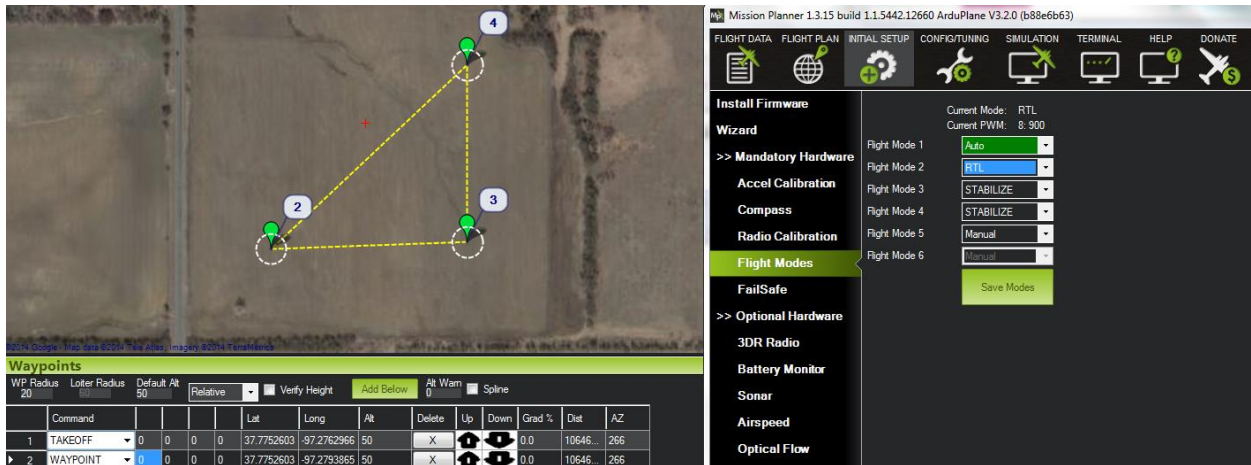 4
2
3
©2014 Google - Map data ©2014 Tele Atlas, Imagery ©2014 TerraMetrics
Waypoints
WP Radius Loiter Radius Default Alt
20 60 50 Relative Verify Height Add Below Alt Warn 0 Spline
Command Lat Long Alt Delete Up Down Grad % Dist AZ
1 TAKEOFF 0 0 0 0 37.7752603 -97.2762966 50 X 0.0 10646... 266
2 WAYPOINT 0 0 0 0 37.7752603 -97.2793865 50 X 0.0 10646... 266
Mission Planner 1.3.15 build 1.1.5442.12660 ArduPlane V3.2.0 (b88e6b63)
FLIGHT DATA FLIGHT PLAN INITIAL SETUP CONFIG/TUNING SIMULATION TERMINAL HELP DONATE
Install Firmware
Wizard
>> Mandatory Hardware
Accel Calibration
Compass
Radio Calibration
Flight Modes
FailSafe
>> Optional Hardware
3DR Radio
Battery Monitor
Sonar
Airspeed
Optical Flow
Current Mode: RTL
Current PWM: 8: 900
Flight Mode 1 Auto
Flight Mode 2 RTL
Flight Mode 3 STABILIZE
Flight Mode 4 STABILIZE
Flight Mode 5 Manual
Flight Mode 6 Manual
Save Modes